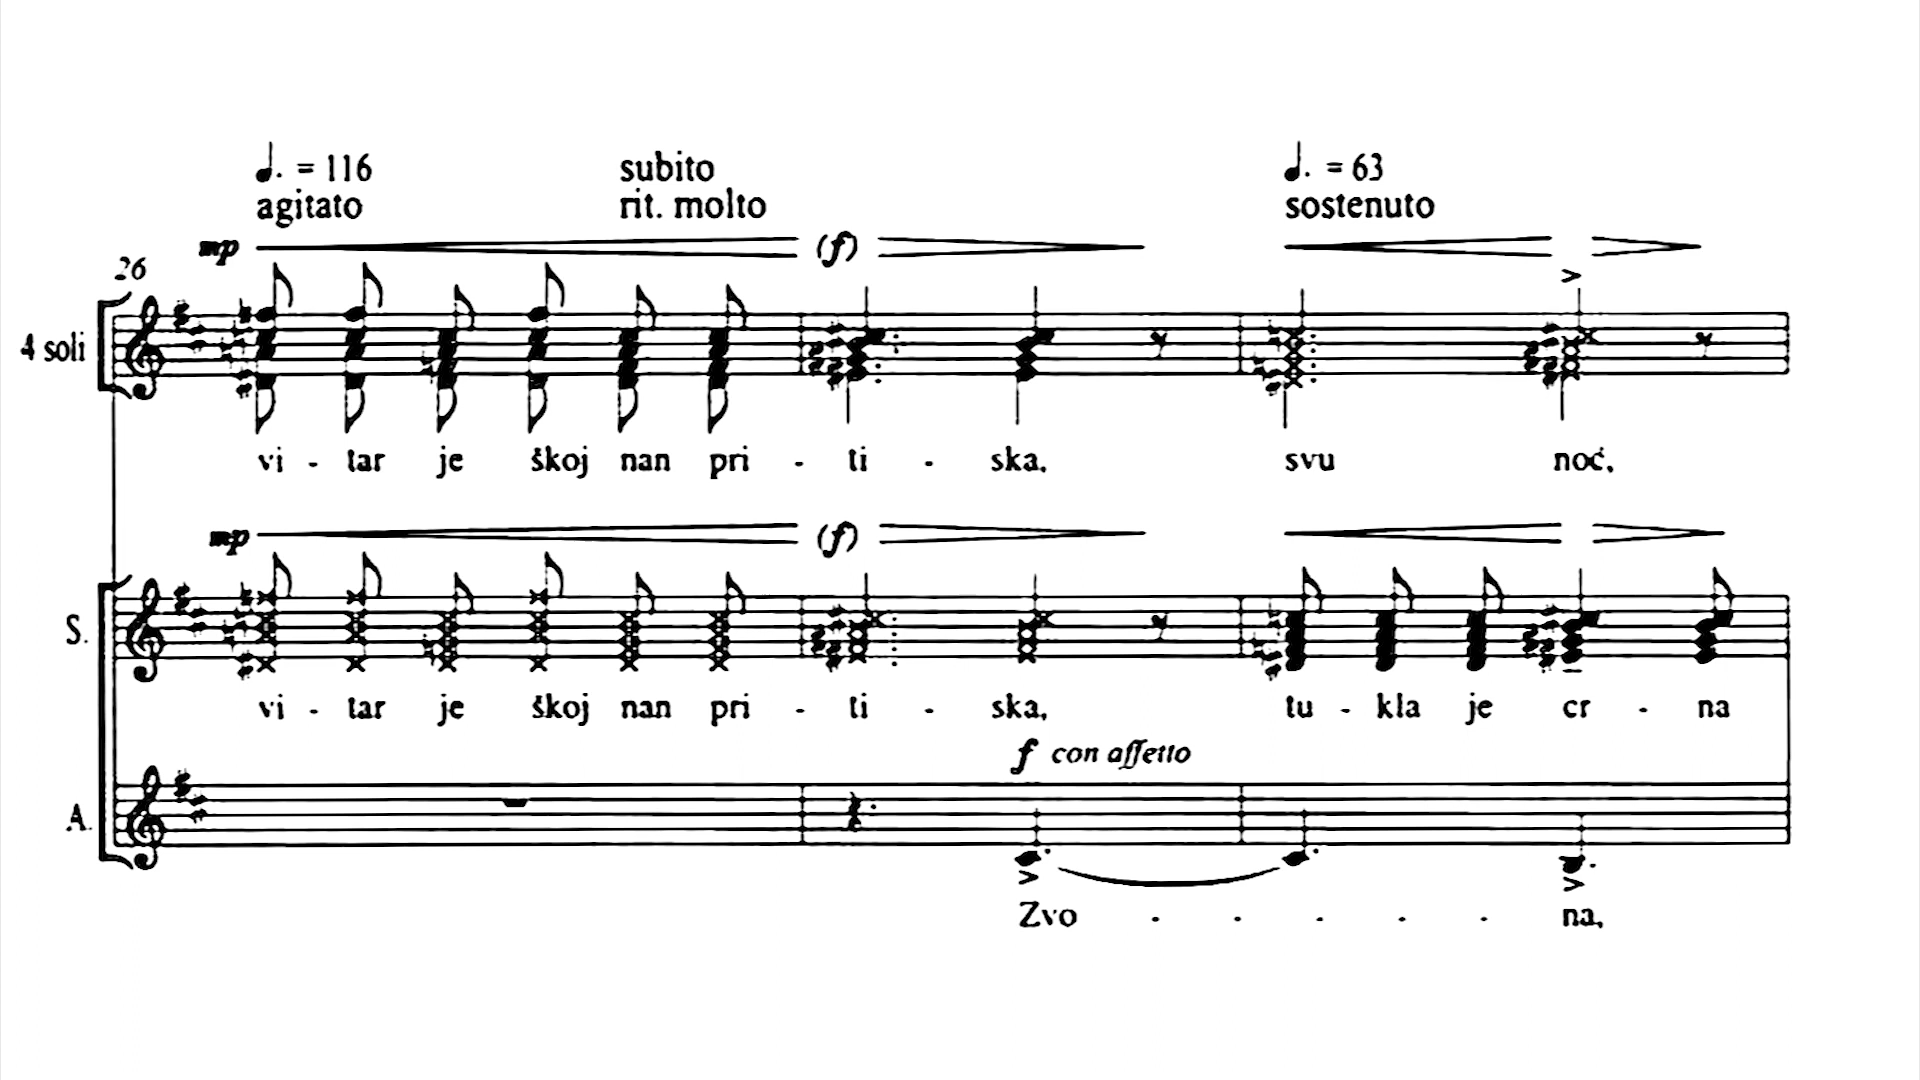 ♩. = 116 subito ♩. = 63
agitato rit. molto sostenuto
mp (f)
26
4 soli
vi - tar je škoj nan pri - ti - ska, svu noć,
mp (f)
S.
vi - tar je škoj nan pri - ti - ska, tu - kla je cr - na
f con affetto
A.
Zvo - - - - - na,